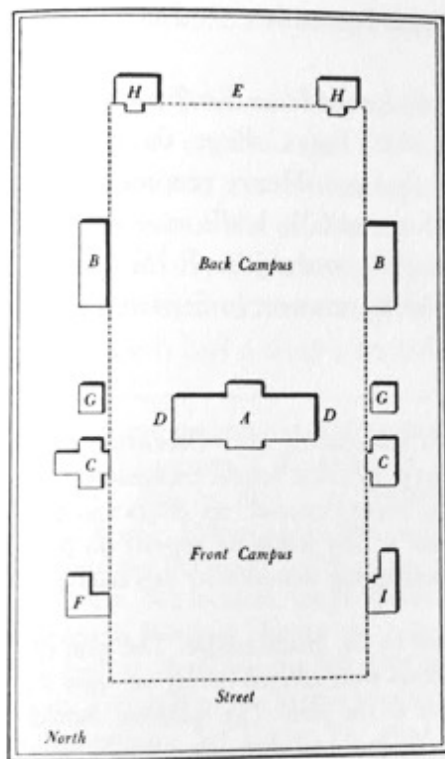 H E H
B Back Campus B
G G
D A D
C C
Front Campus
F I
Street
North